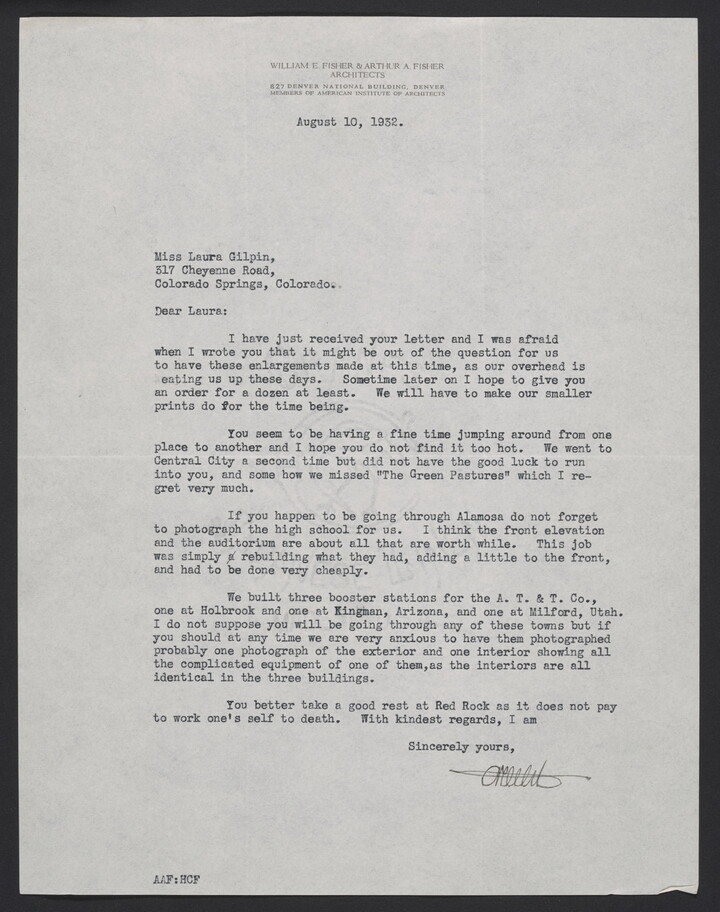 WILLIAM E. FISHER & ARTHUR A. FISHER
ARCHITECTS
827 DENVER NATIONAL BUILDING, DENVER
MEMBERS OF AMERICAN INSTITUTE OF ARCHITECTS
August 10, 1932.
Miss Laura Gilpin,
317 Cheyenne Road,
Colorado Springs, Colorado.
Dear Laura:
I have just received your letter and I was afraid
when I wrote you that it might be out of the question for us
to have these enlargements made at this time, as our overhead is
eating us up these days. Sometime later on I hope to give you
an order for a dozen at least. We will have to make our smaller
prints do for the time being.
You seem to be having a fine time jumping around from one
place to another and I hope you do not find it too hot. We went to
Central City a second time but did not have the good luck to run
into you, and some how we missed "The Green Pastures" which I re-
gret very much.
If you happen to be going through Alamosa do not forget
to photograph the high school for us. I think the front elevation
and the auditorium are about all that are worth while. This job
was simply rebuilding what they had, adding a little to the front,
and had to be done very cheaply.
We built three booster stations for the A. T. & T. Co.,
one at Holbrook and one at Kingman, Arizona, and one at Milford, Utah.
I do not suppose you will be going through any of these towns but if
you should at any time we are very anxious to have them photographed
probably one photograph of the exterior and one interior showing all
the complicated equipment of one of them,as the interiors are all
identical in the three buildings.
You better take a good rest at Red Rock as it does not pay
to work one's self to death. With kindest regards, I am
Sincerely yours,
AAF:HCF